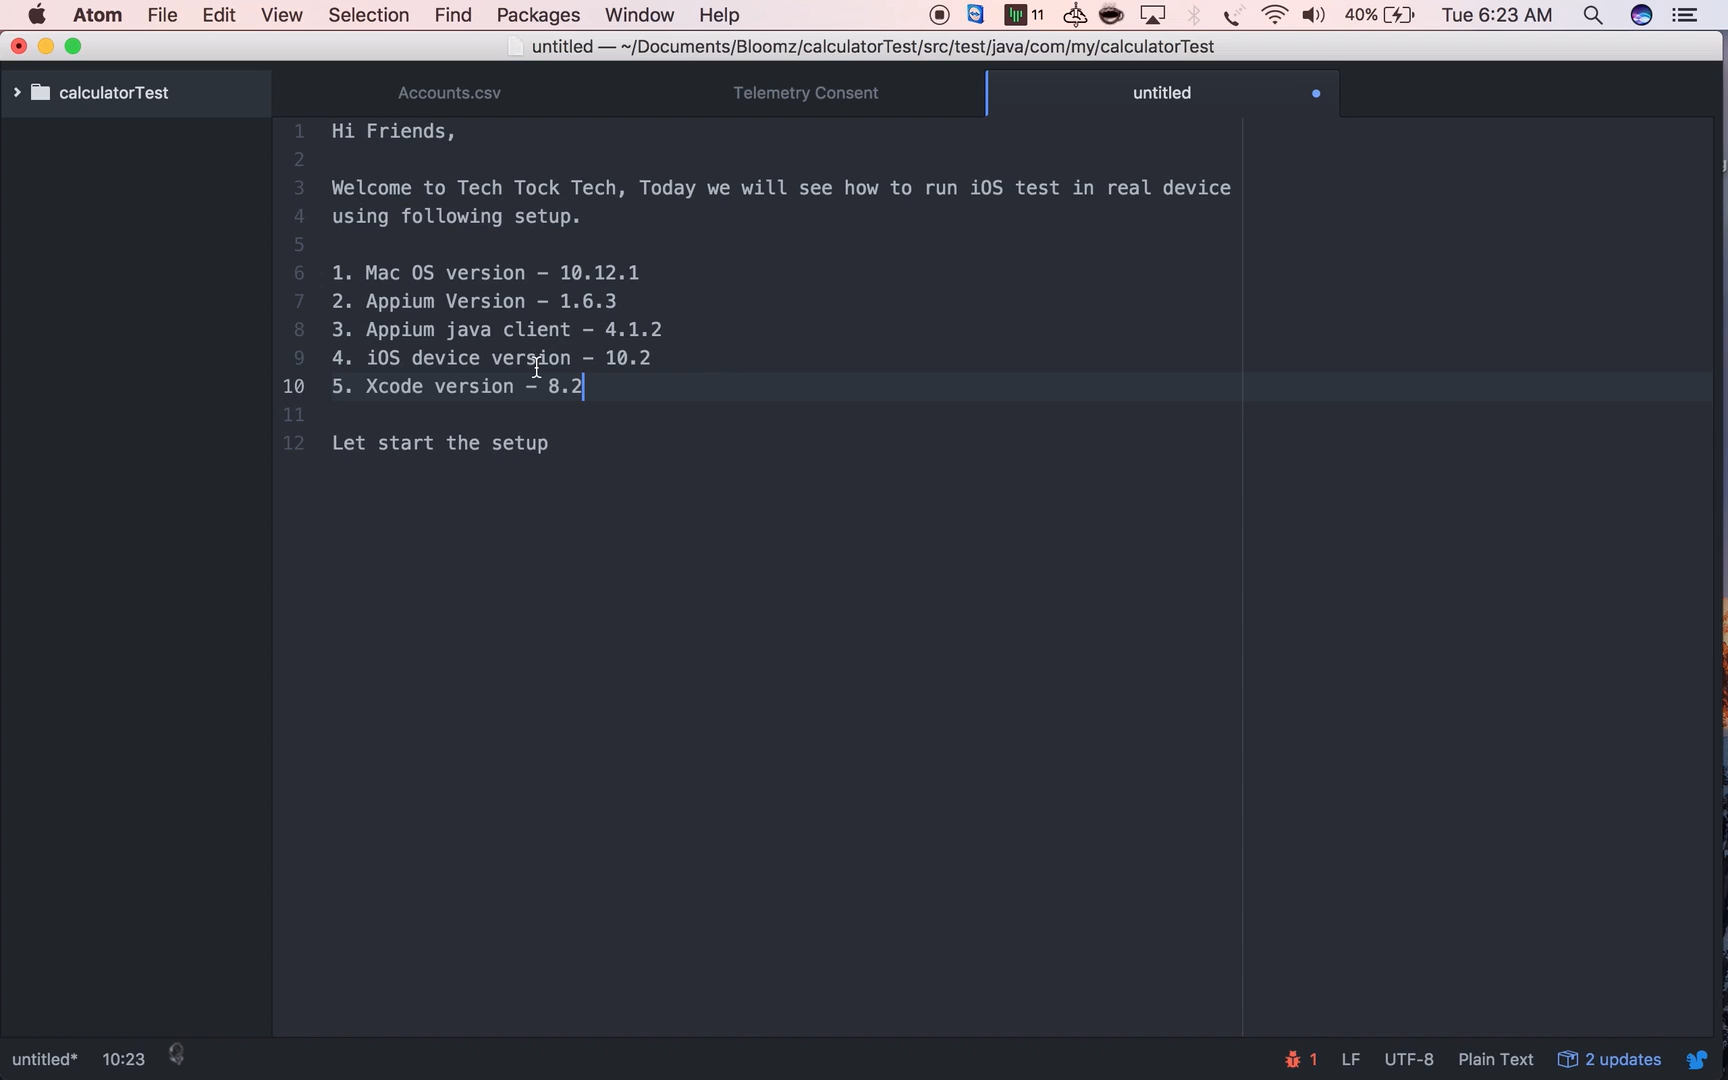 Atom File Edit View Selection Find Packages Window Help 11 40% Tue 6:23 AM
untitled — ~/Documents/Bloomz/calculatorTest/src/test/java/com/my/calculatorTest
calculatorTest
Accounts.csv Telemetry Consent untitled
1 Hi Friends,
2
3 Welcome to Tech Tock Tech, Today we will see how to run iOS test in real device
4 using following setup.
5
6 1. Mac OS version - 10.12.1
7 2. Appium Version - 1.6.3
8 3. Appium java client - 4.1.2
9 4. iOS device version - 10.2
10 5. Xcode version - 8.2
11
12 Let start the setup
untitled* 10:23 1 LF UTF-8 Plain Text 2 updates